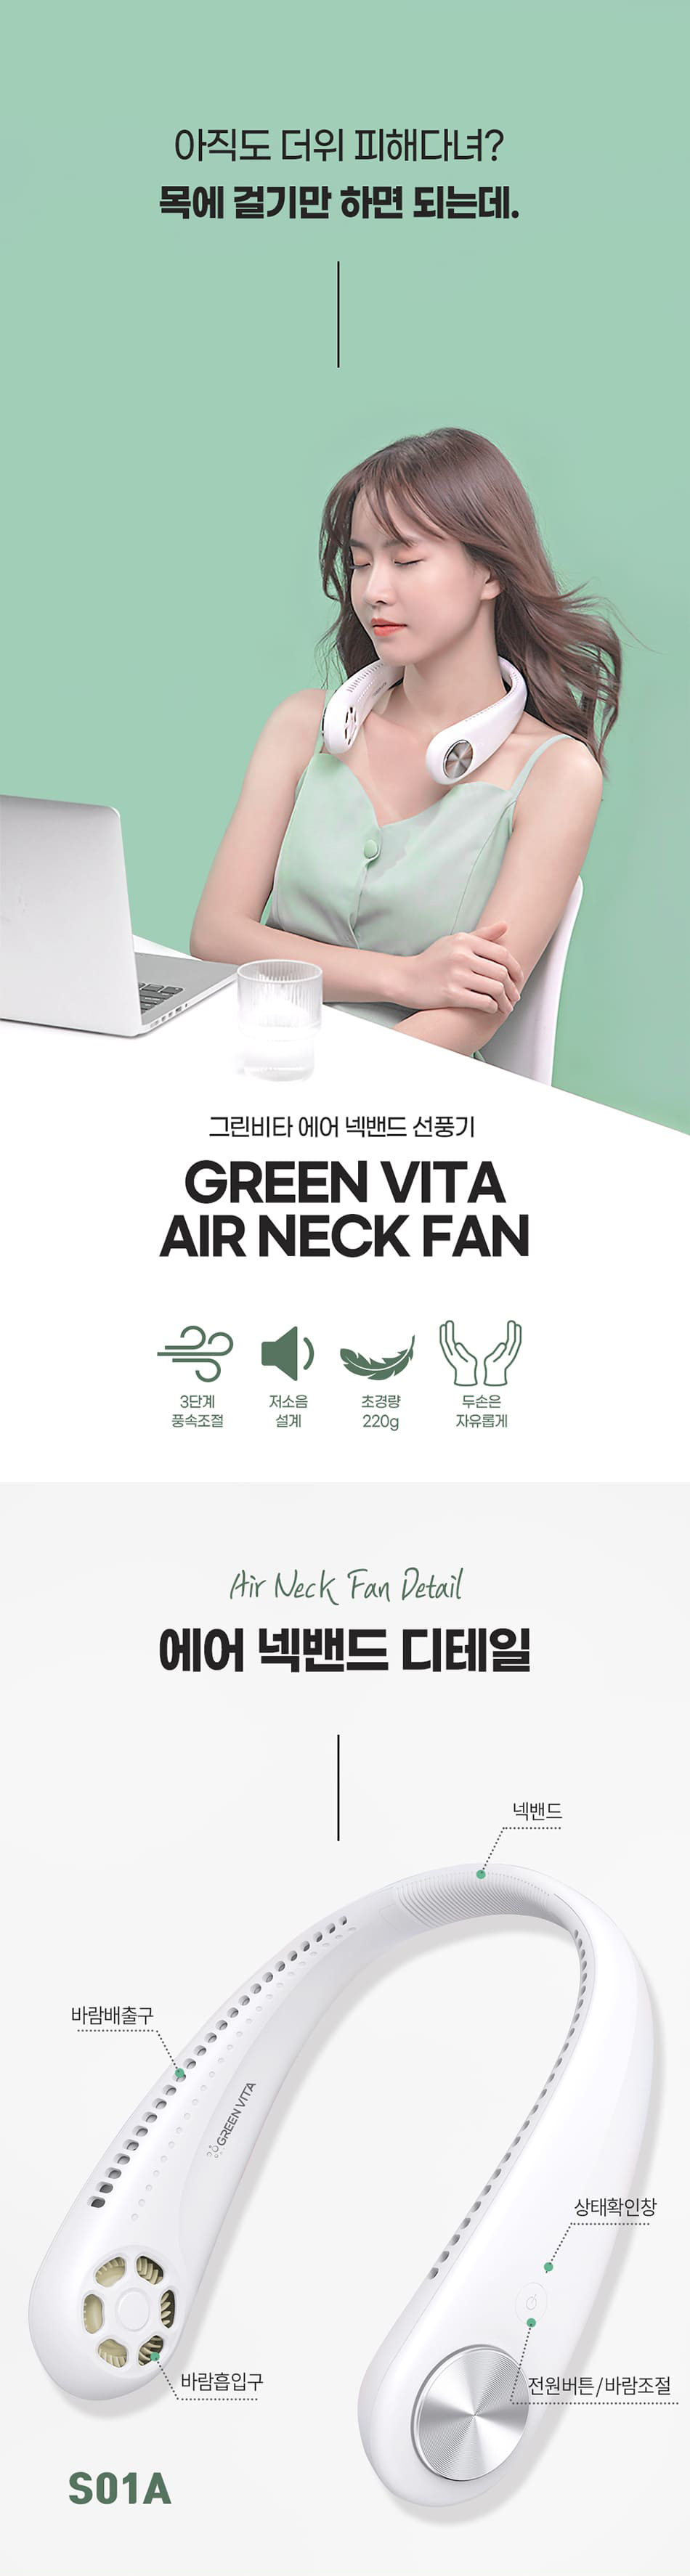 아직도 더위 피해다녀?
목에 걸기만 하면 되는데.
그린비타 에어 넥밴드 선풍기
GREEN VITA
AIR NECK FAN
3단계
풍속조절
저소음
설계
초경량
220g
두손은
자유롭게
Air Neck Fan Detail
에어 넥밴드 디테일
넥밴드
바람배출구
GREEN VITA
상태확인창
바람흡입구
전원버튼/바람조절
S01A